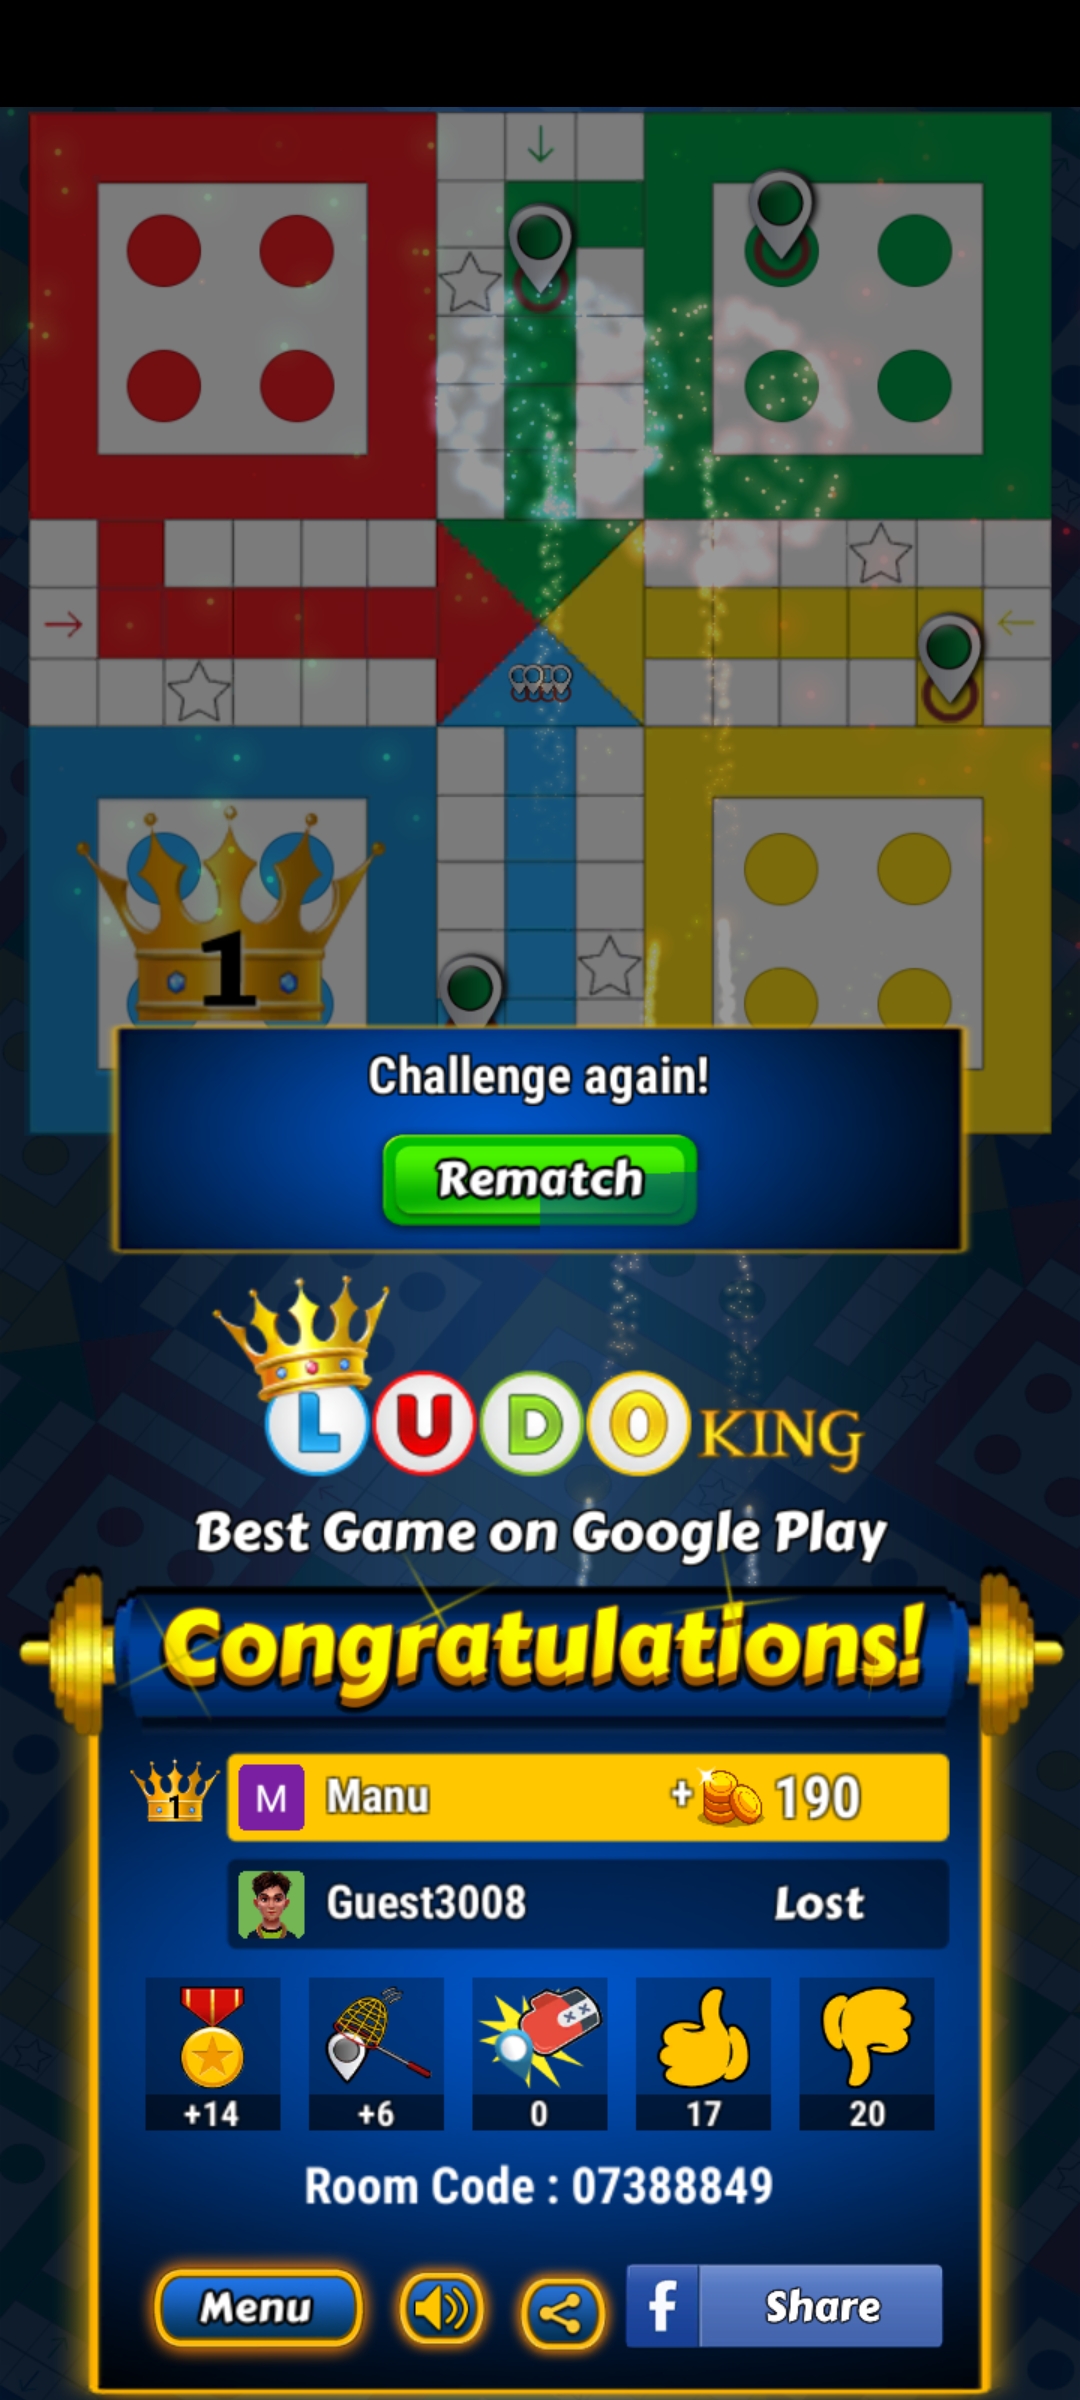 1
Challenge again!
Rematch
LUDO KING
Best Game on Google Play
Congratulations!
1 M Manu + 190
Guest3008 Lost
+14 +6 0 17 20
Room Code : 07388849
Menu f Share